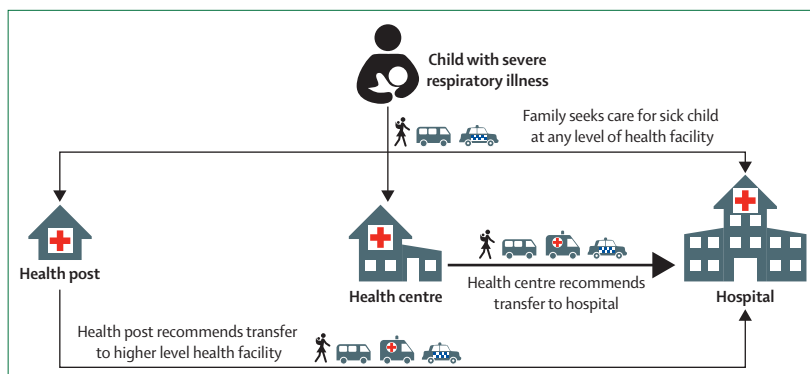 Child with severe
respiratory illness
Family seeks care for sick child
at any level of health facility
Health post
Health centre
Health centre recommends
transfer to hospital
Hospital
Health post recommends transfer
to higher level health facility